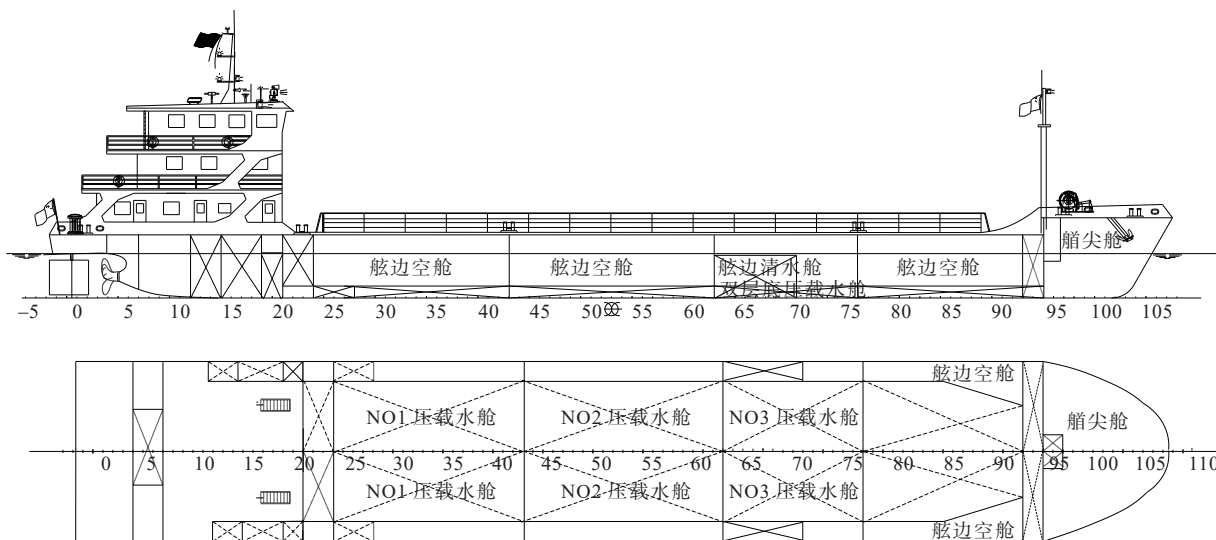 艏尖舱
舷边空舱 舷边空舱 舷边清水舱 舷边空舱
双层底压载水舱
-5 0 5 10 15 20 25 30 35 40 45 50 55 60 65 70 75 80 85 90 95 100 105
舷边空舱
NO1 压载水舱 NO2 压载水舱 NO3 压载水舱 艏尖舱
0 5 10 15 20 25 30 35 40 45 50 55 60 65 70 75 80 85 90 95 100 105 110
NO1 压载水舱 NO2 压载水舱 NO3 压载水舱
舷边空舱